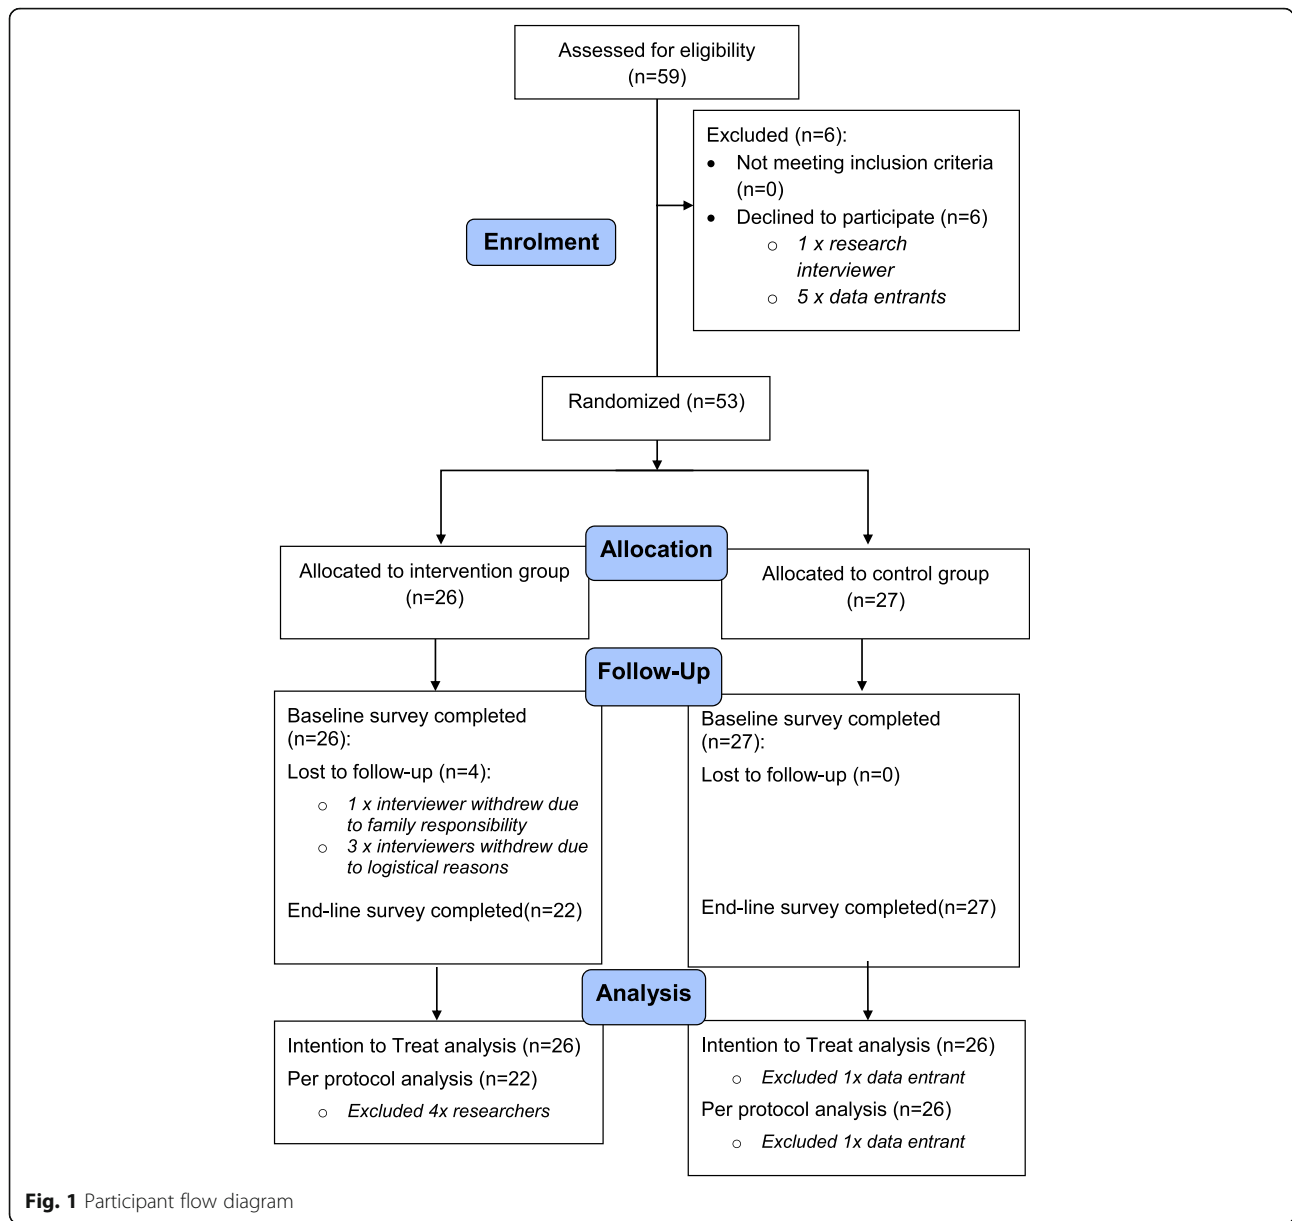 Assessed for eligibility
(n=59)
Excluded (n=6):
• Not meeting inclusion criteria
(n=0)
• Declined to participate (n=6)
o 1 x research
interviewer
o 5 x data entrants
Enrolment
Randomized (n=53)
Allocation
Allocated to intervention group
(n=26)
Allocated to control group
(n=27)
Follow-Up
Baseline survey completed
(n=26):
Lost to follow-up (n=4):
o 1 x interviewer withdrew due
to family responsibility
o 3 x interviewers withdrew due
to logistical reasons
End-line survey completed(n=22)
Baseline survey completed
(n=27):
Lost to follow-up (n=0)
End-line survey completed(n=27)
Analysis
Intention to Treat analysis (n=26)
Per protocol analysis (n=22)
o Excluded 4x researchers
Intention to Treat analysis (n=26)
o Excluded 1x data entrant
Per protocol analysis (n=26)
o Excluded 1x data entrant
Fig. 1 Participant flow diagram